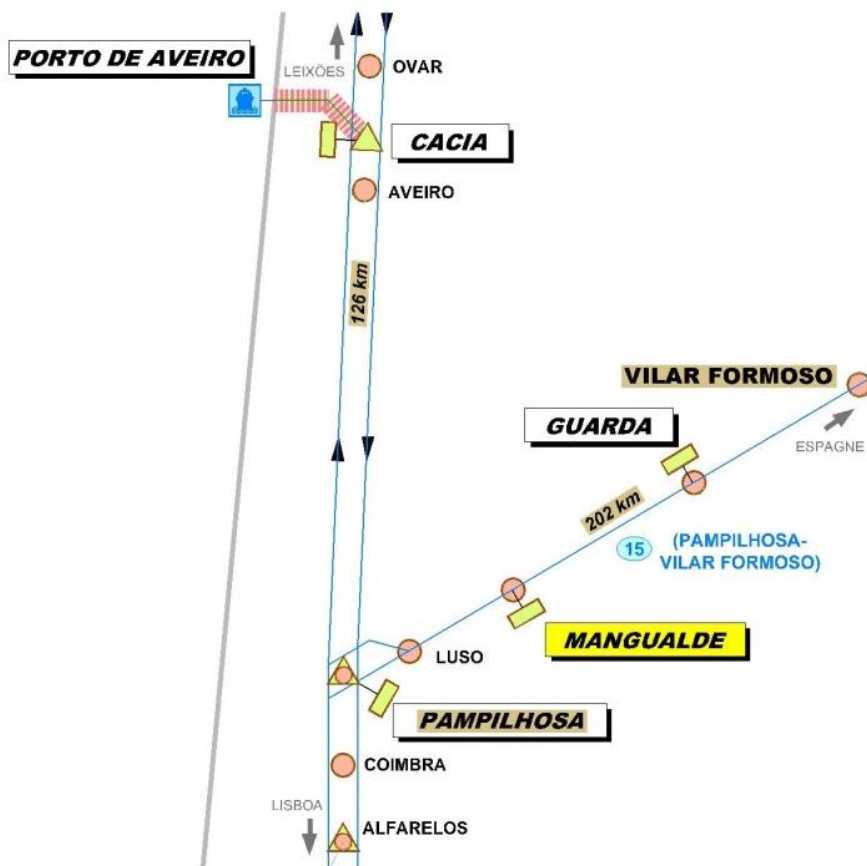 PORTO DE AVEIRO
LEIXÕES
OVAR
CACIA
AVEIRO
126 km
VILAR FORMOSO
GUARDA
ESPAGNE
202 km
15
(PAMPILHOSA-
VILAR FORMOSO)
MANGUALDE
LUSO
PAMPILHOSA
COIMBRA
LISBOA
ALFARELOS